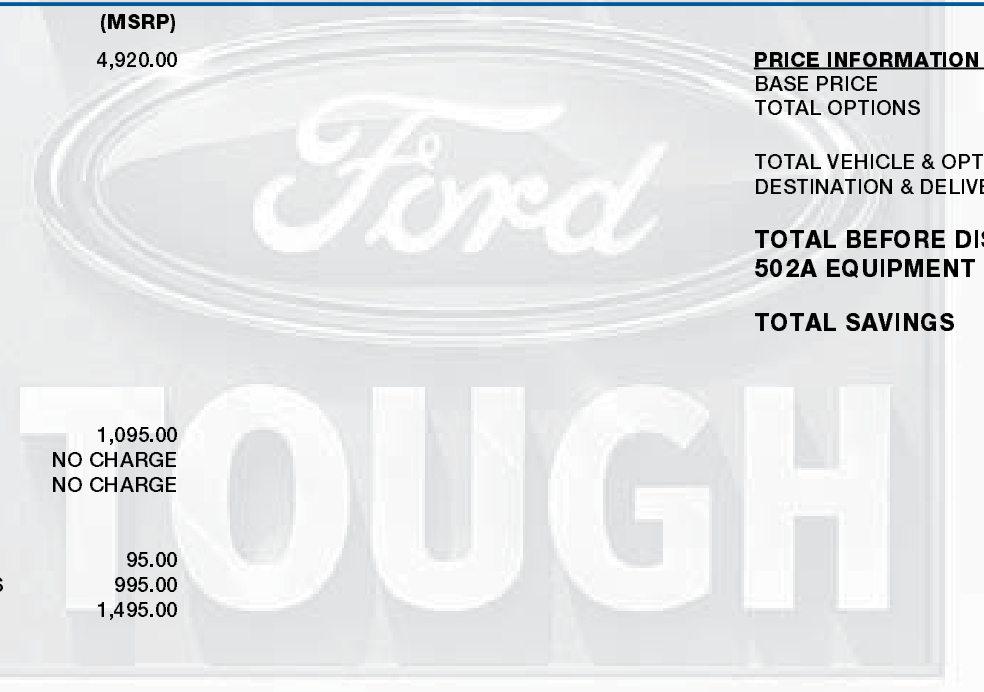 (MSRP)
4,920.00
1,095.00
NO CHARGE
NO CHARGE
95.00
S 995.00
1,495.00
PRICE INFORMATION
BASE PRICE
TOTAL OPTIONS
TOTAL VEHICLE & OPT
DESTINATION & DELIVE
TOTAL BEFORE DIS
502A EQUIPMENT
TOTAL SAVINGS
Ford
TOUGH